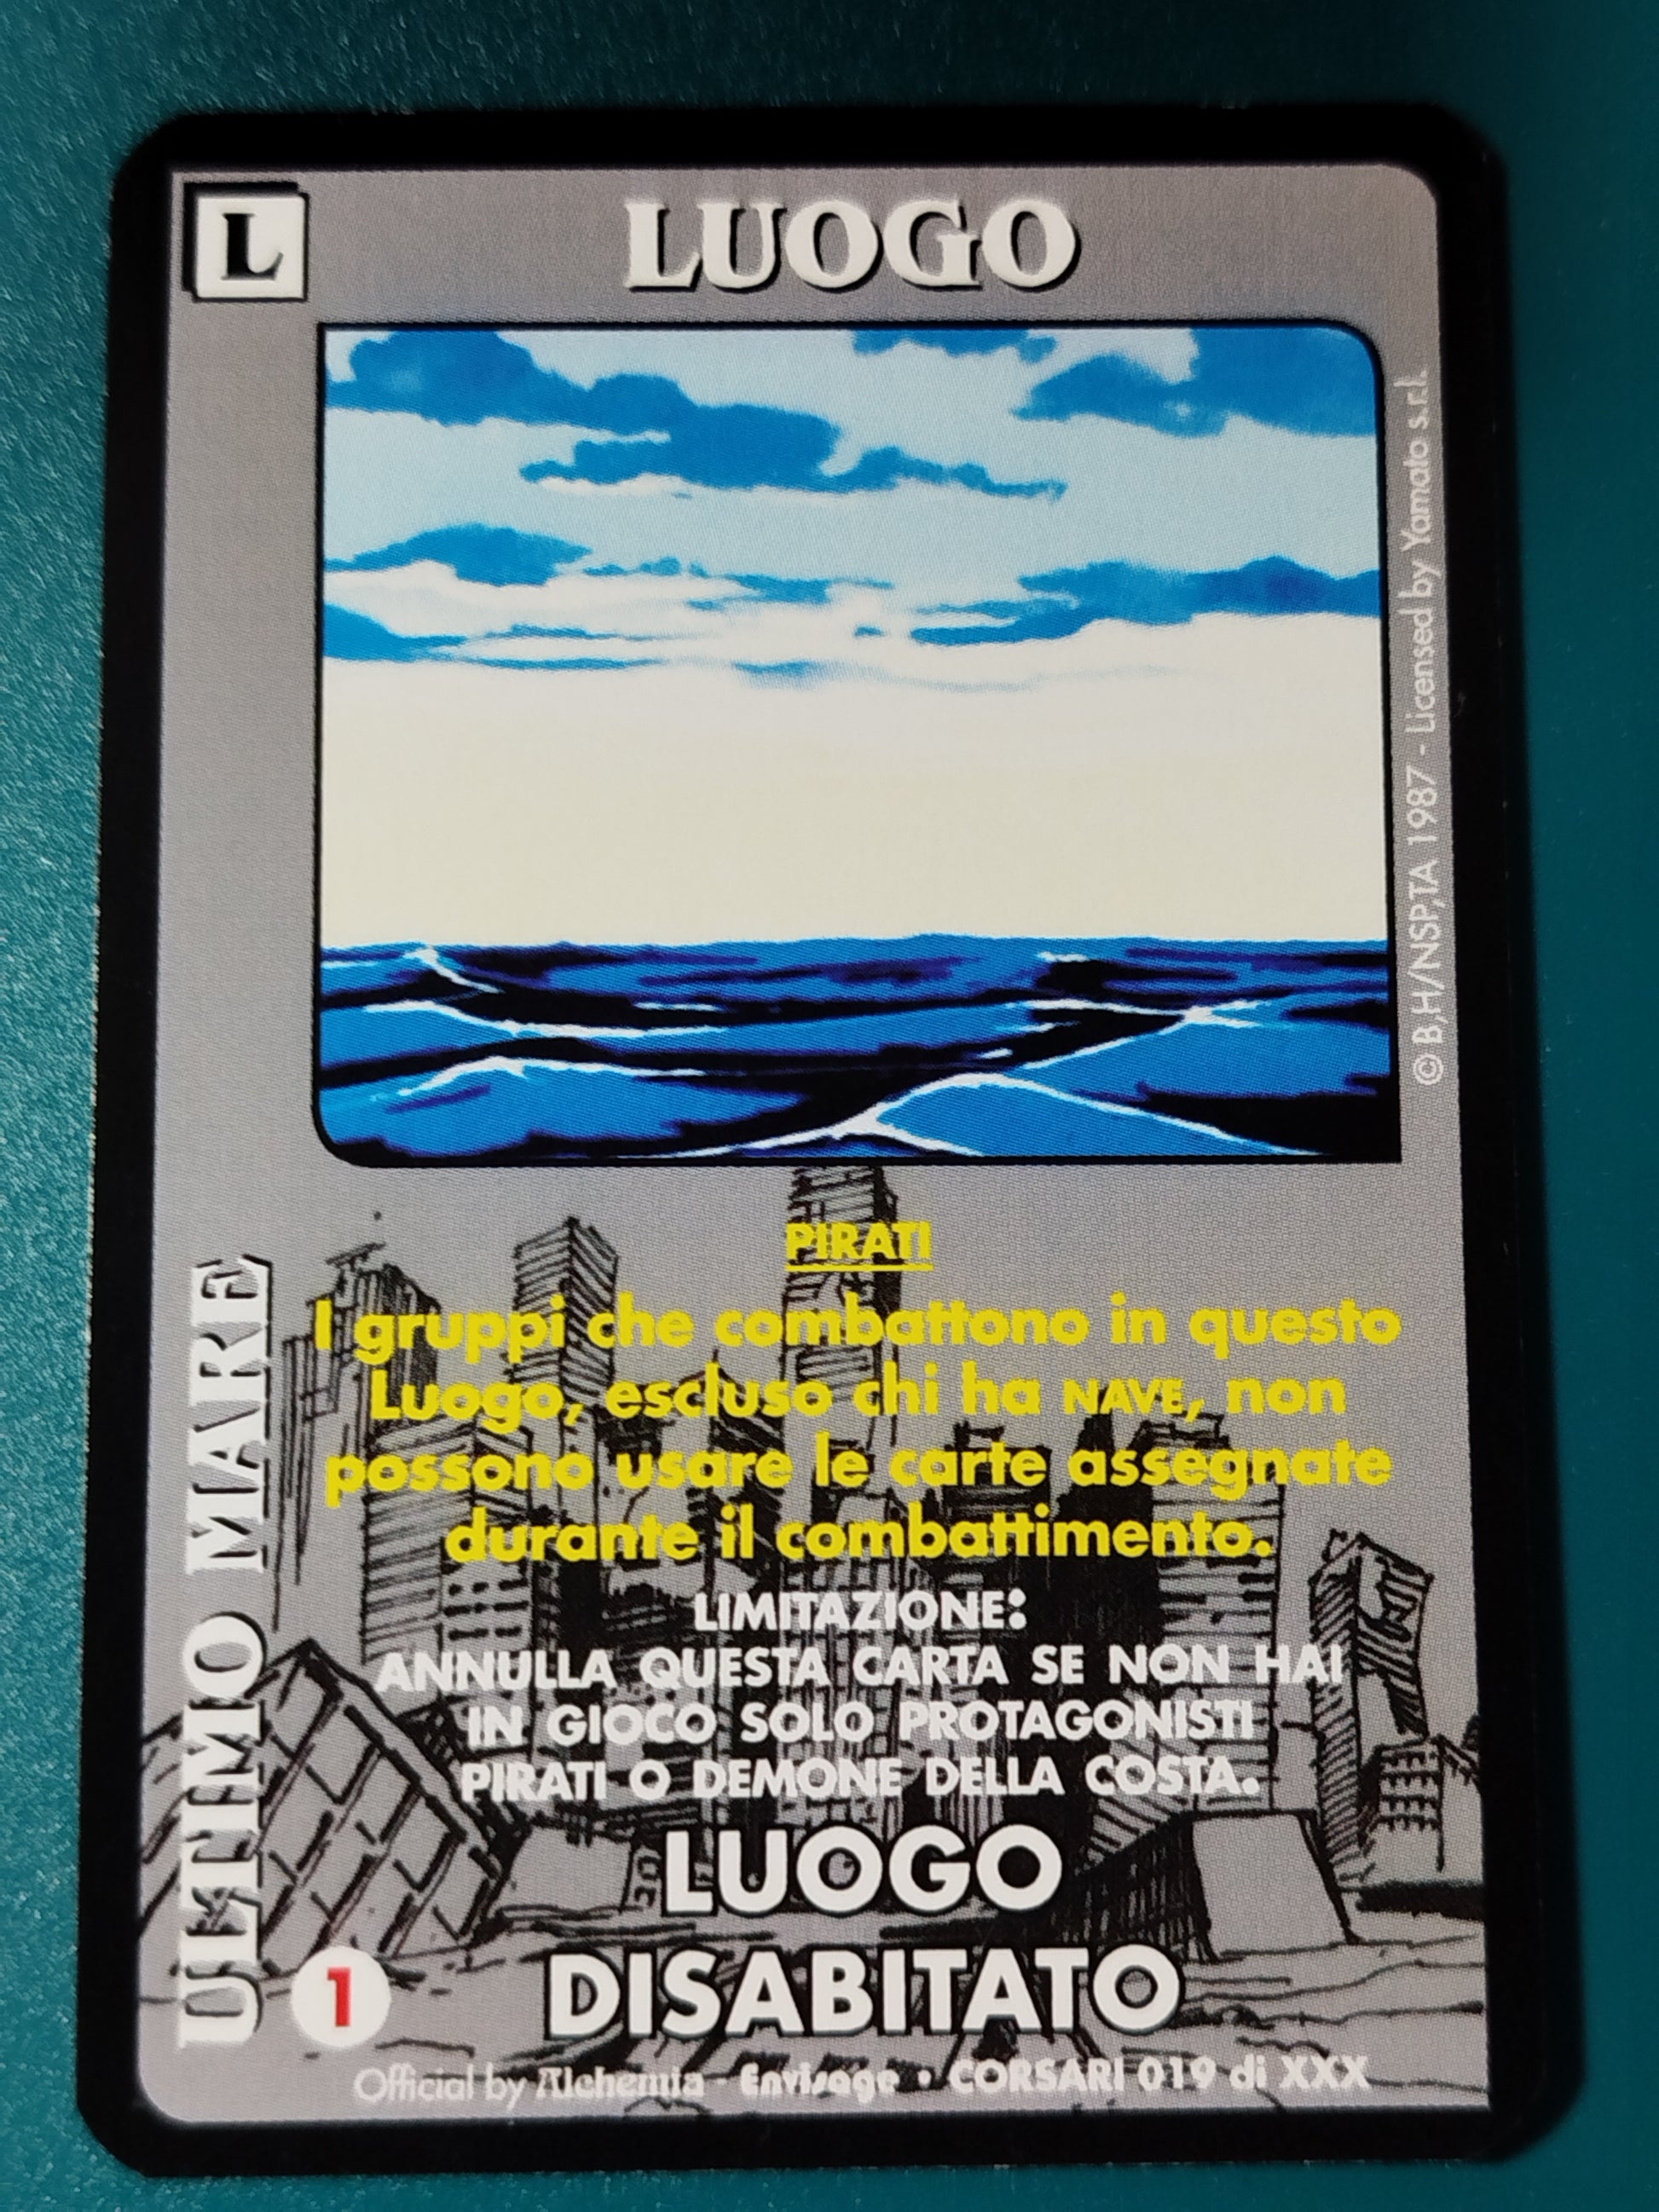 L
LUOGO
© B,H/NSP,TA 1987 - Licensed by Yamato s.r.l.
ULTIMO MARE
PIRATI
I gruppi che combattono in questo
Luogo, escluso chi ha NAVE, non
possono usare le carte assegnate
durante il combattimento.
LIMITAZIONE:
ANNULLA QUESTA CARTA SE NON HAI
IN GIOCO SOLO PROTAGONISTI
PIRATI O DEMONE DELLA COSTA.
LUOGO
DISABITATO
1
Official by Alchemia - Envisage • CORSARI 019 di XXX